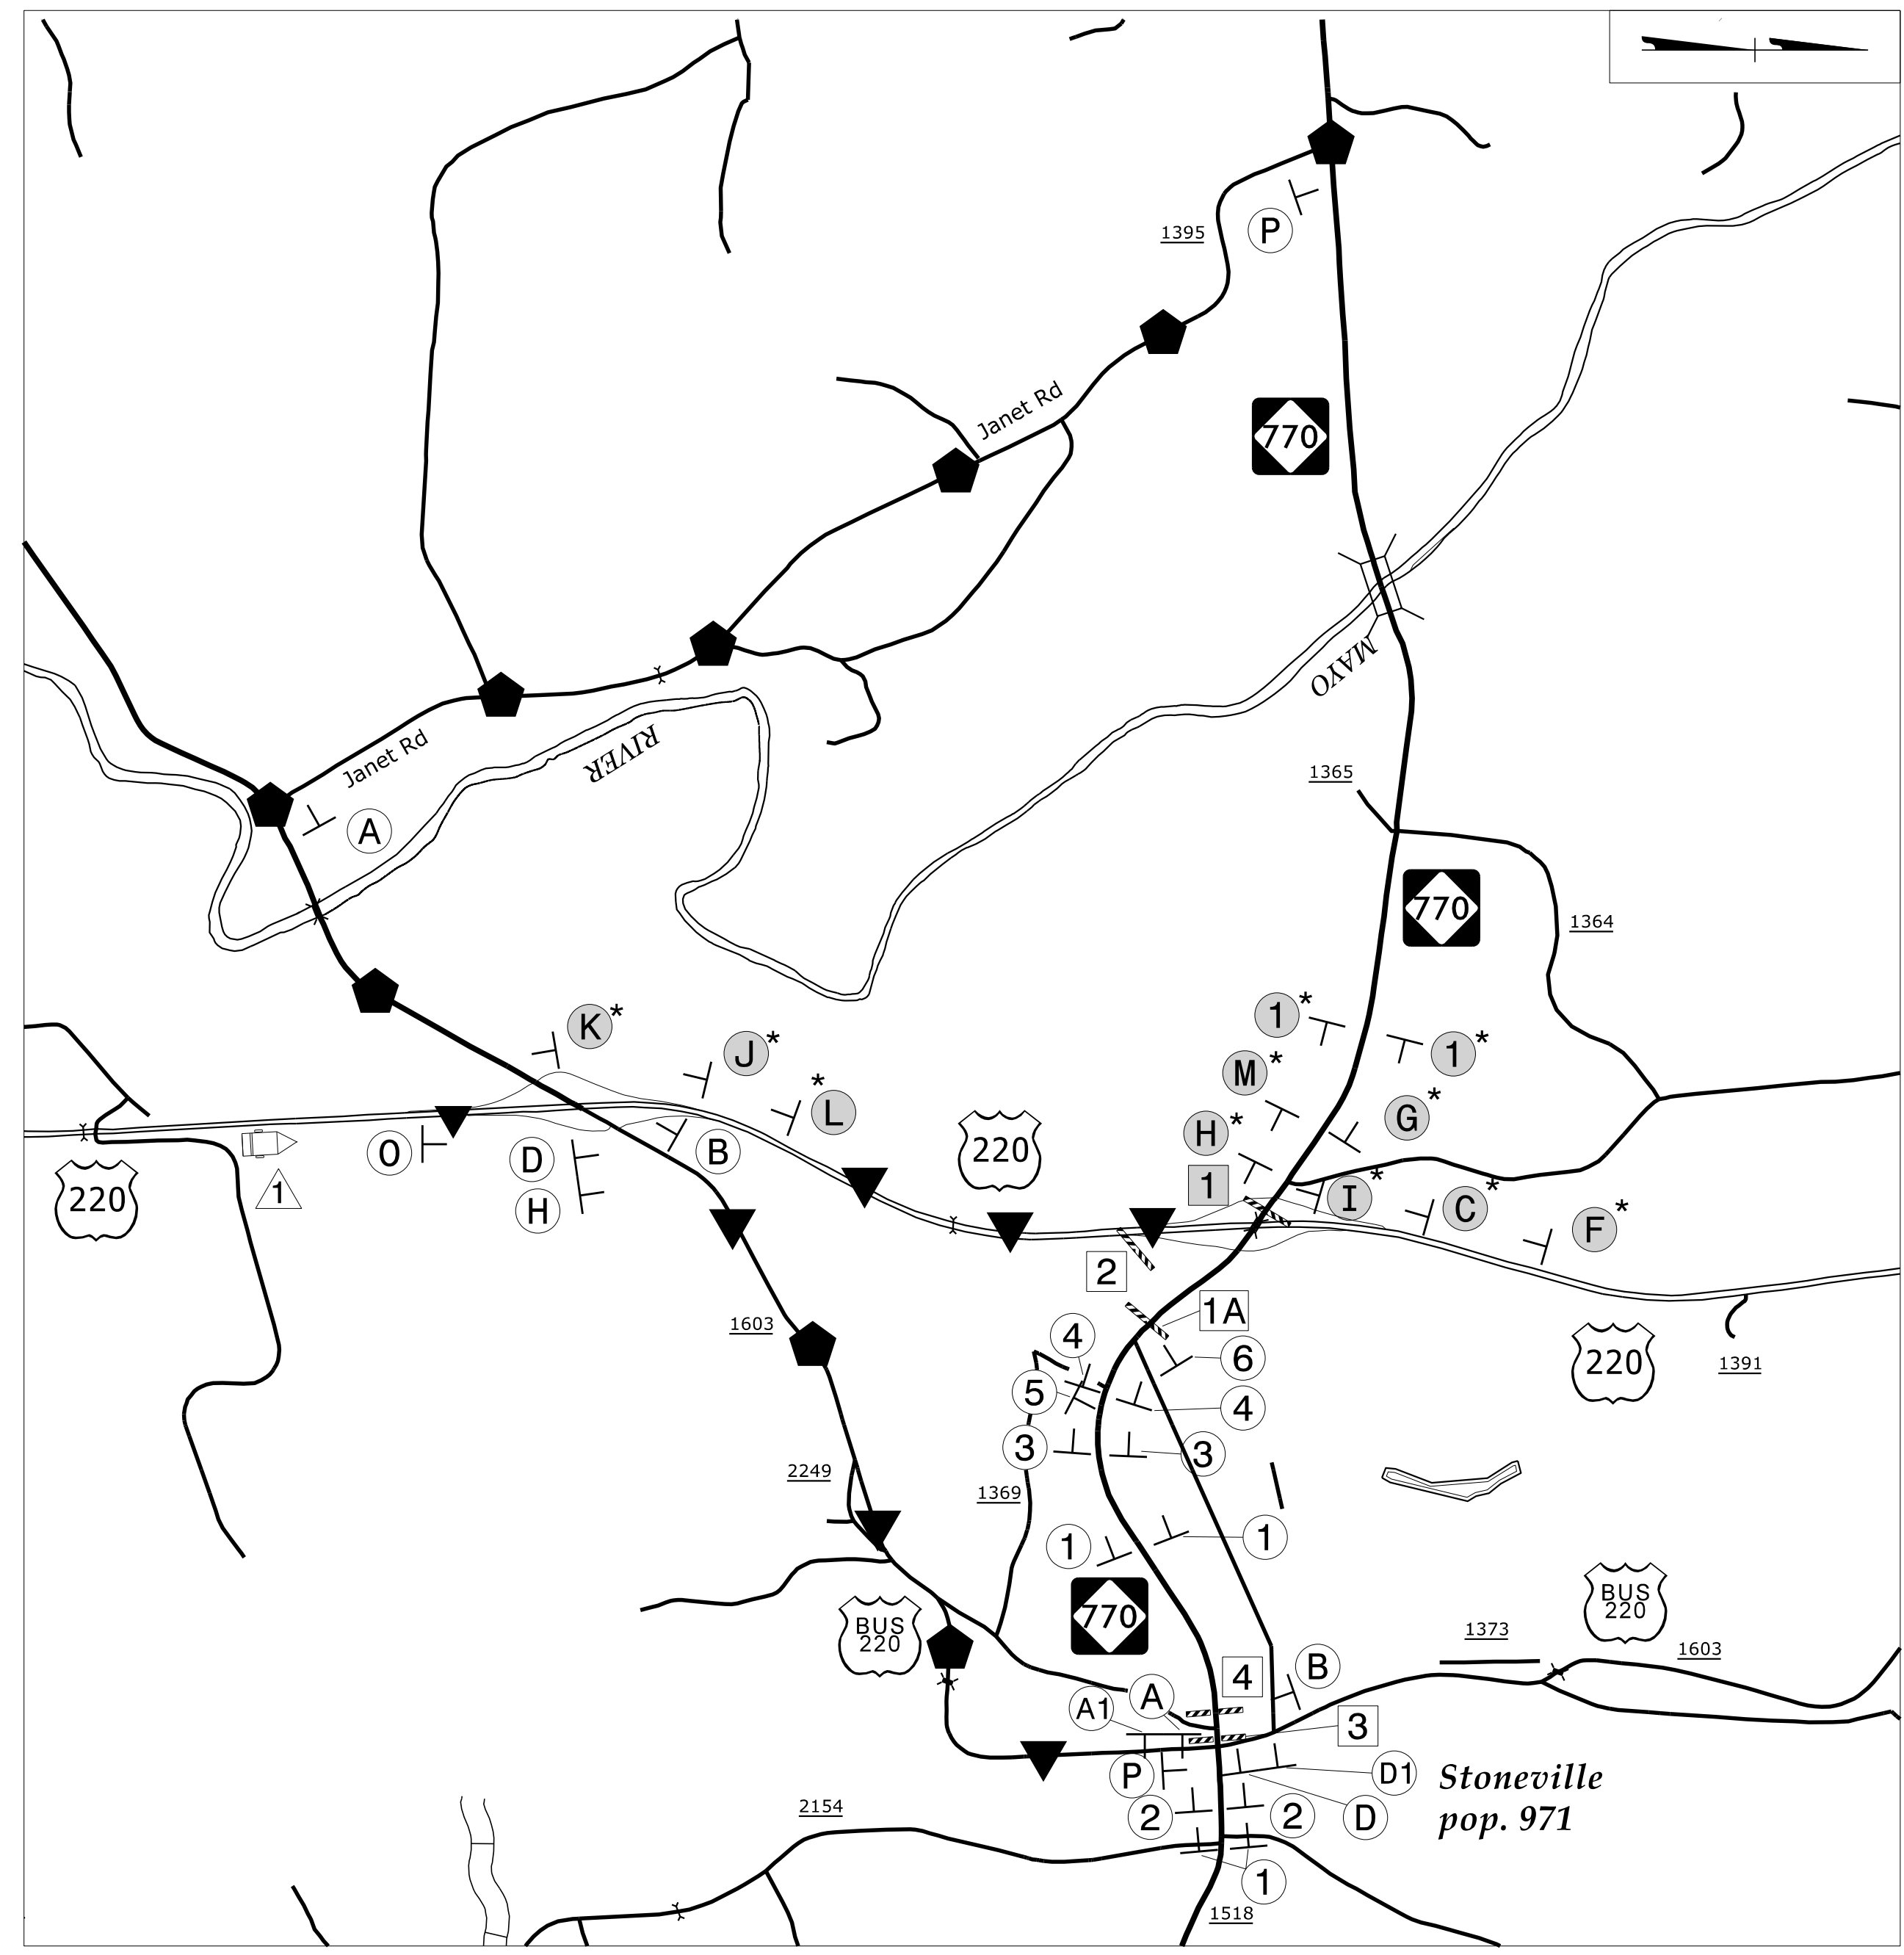 1395
P
770
Janet Rd
MAYO
RIVER
Janet Rd
1365
A
770
1364
K*
J*
L*
1*
1*
M*
G*
H*
O
D
B
H
1
220
220
1
I*
C*
F*
2
1A
220
1603
4
6
5
4
1391
3
3
2249
1369
1
1
770
BUS
220
BUS
220
1373
1603
4
B
A
A1
3
P
D1
Stoneville
pop. 971
2
2
D
2154
1
1518